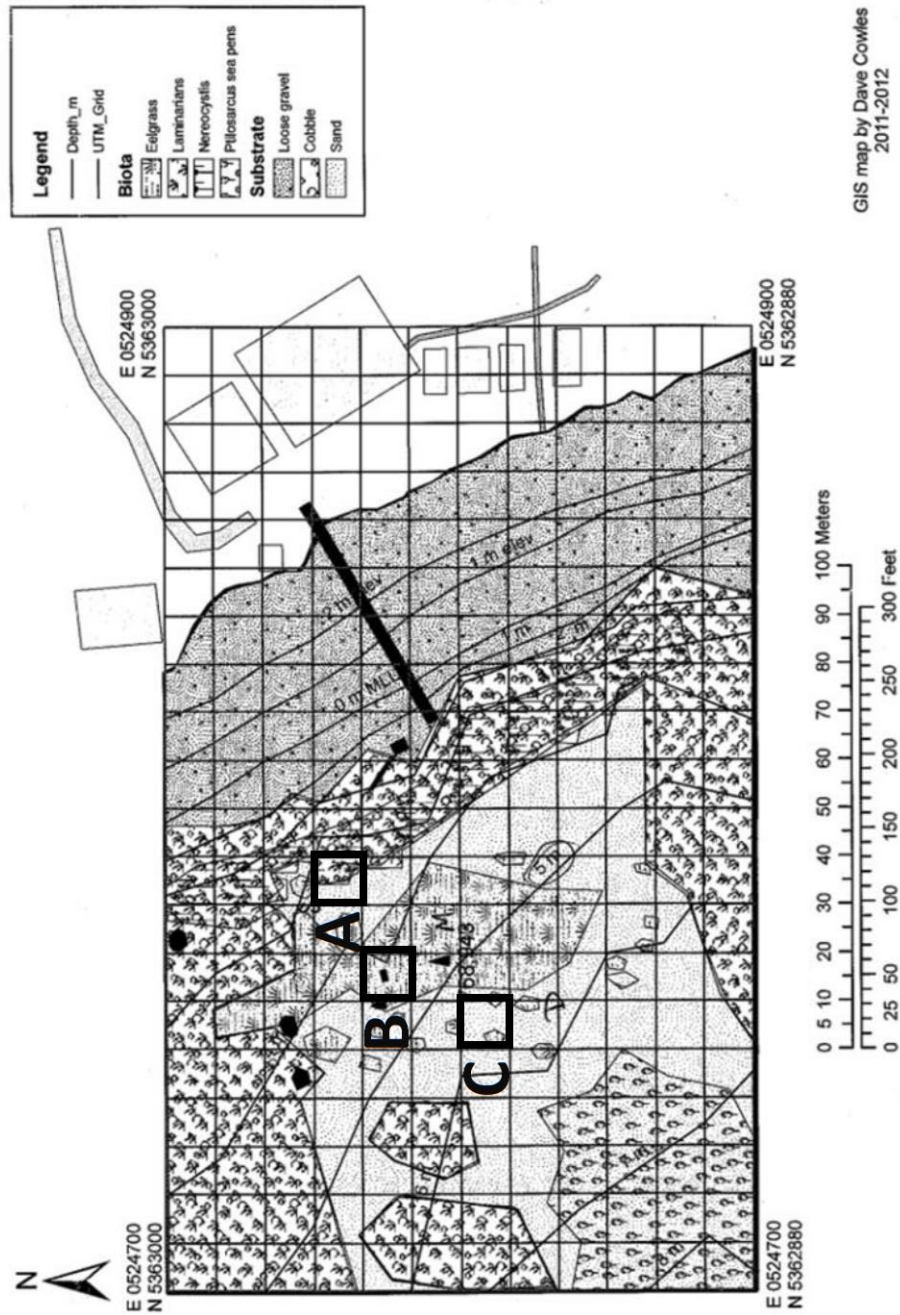 Legend
Depth_m
UTM_Grid
Biota
Eelgrass
Laminarians
Nereocystis
Ptilosarcus sea pens
Substrate
Loose gravel
Cobble
Sand
N
E 0524700
N 5363000
E 0524900
N 5363000
2 m elev
1 m elev
1 m
5 m
A
B
C
E 0524700
N 5362880
E 0524900
N 5362880
0 5 10 20 30 40 50 60 70 80 90 100 Meters
0 25 50 100 150 200 250 300 Feet
GIS map by Dave Cowles
2011-2012